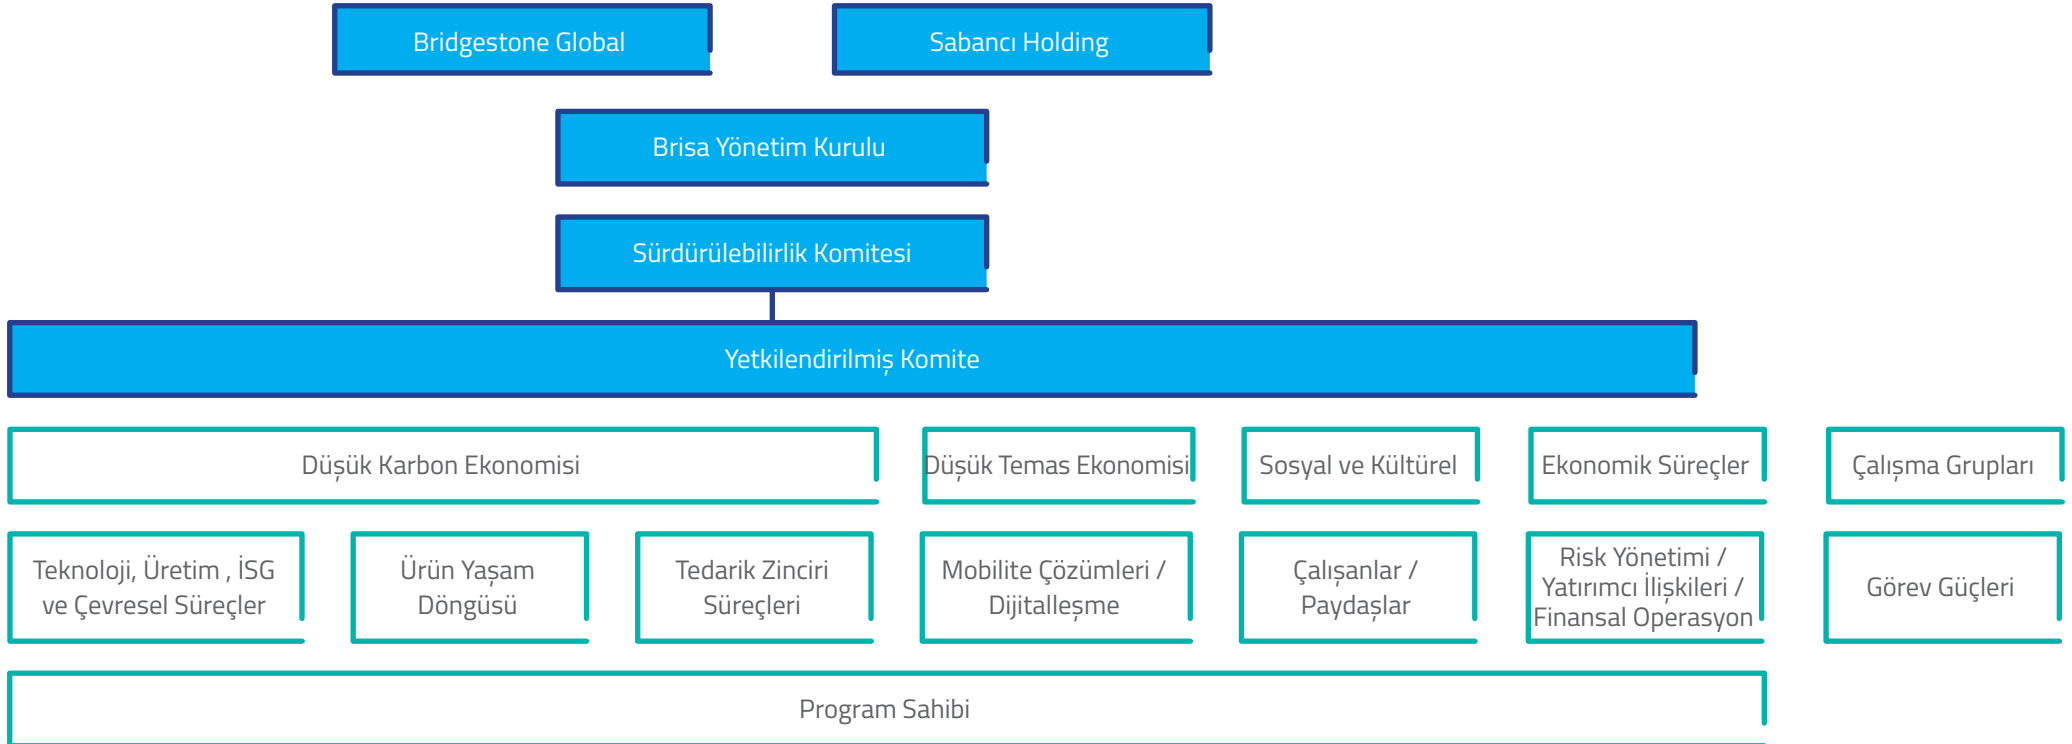 Bridgestone Global
Sabancı Holding
Brisa Yönetim Kurulu
Sürdürülebilirlik Komitesi
Yetkilendirilmiş Komite
Düşük Karbon Ekonomisi
Düşük Temas Ekonomisi
Sosyal ve Kültürel
Ekonomik Süreçler
Çalışma Grupları
Teknoloji, Üretim , İSG
ve Çevresel Süreçler
Ürün Yaşam
Döngüsü
Tedarik Zinciri
Süreçleri
Mobilite Çözümleri /
Dijitalleşme
Çalışanlar /
Paydaşlar
Risk Yönetimi /
Yatırımcı İlişkileri /
Finansal Operasyon
Görev Güçleri
Program Sahibi